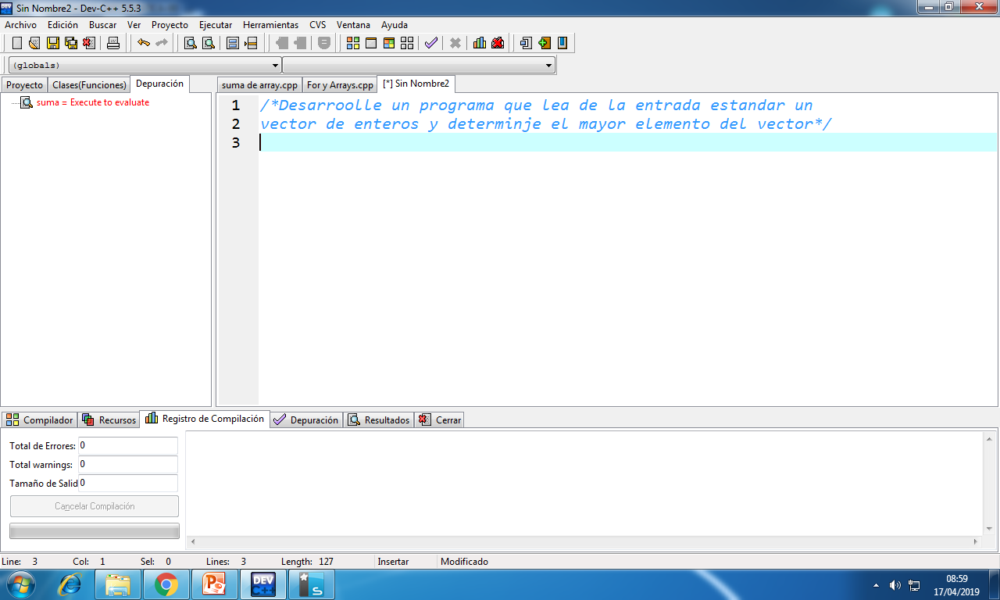 Sin Nombre2 - Dev-C++ 5.5.3
Archivo Edición Buscar Ver Proyecto Ejecutar Herramientas CVS Ventana Ayuda
(globals)
Proyecto Clases(Funciones) Depuración
suma de array.cpp For y Arrays.cpp [*] Sin Nombre2
suma = Execute to evaluate
1 /*Desarroolle un programa que lea de la entrada estandar un
2 vector de enteros y determinje el mayor elemento del vector*/
3
Compilador Recursos Registro de Compilación Depuración Resultados Cerrar
Total de Errores: 0
Total warnings: 0
Tamaño de Salid 0
Cancelar Compilación
Line: 3 Col: 1 Sel: 0 Lines: 3 Length: 127 Insertar Modificado
DEV C++ S
08:59
17/04/2019